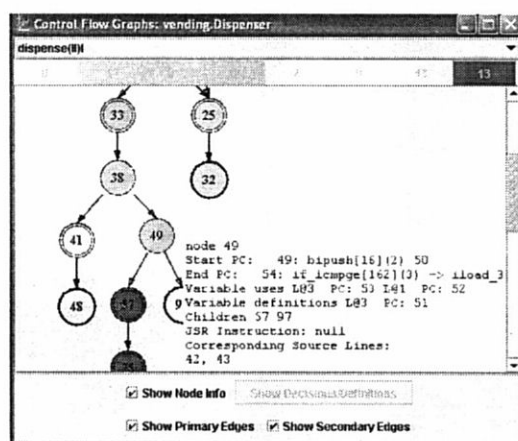 Control Flow Graphs: vending.Dispenser
dispense(II)I
13
33
25
38
32
41
49
48
57
9
node 49
Start PC: 49: bipush[16](2) 50
End PC: 54: if_icmpge[162](3) -> iload_3
Variable uses L@3 PC: 53 L@1 PC: 52
Variable definitions L@3 PC: 51
Children 57 97
JSR Instruction: null
Corresponding Source Lines:
42, 43
Show Node Info
Show Decisions/Definitions
Show Primary Edges
Show Secondary Edges